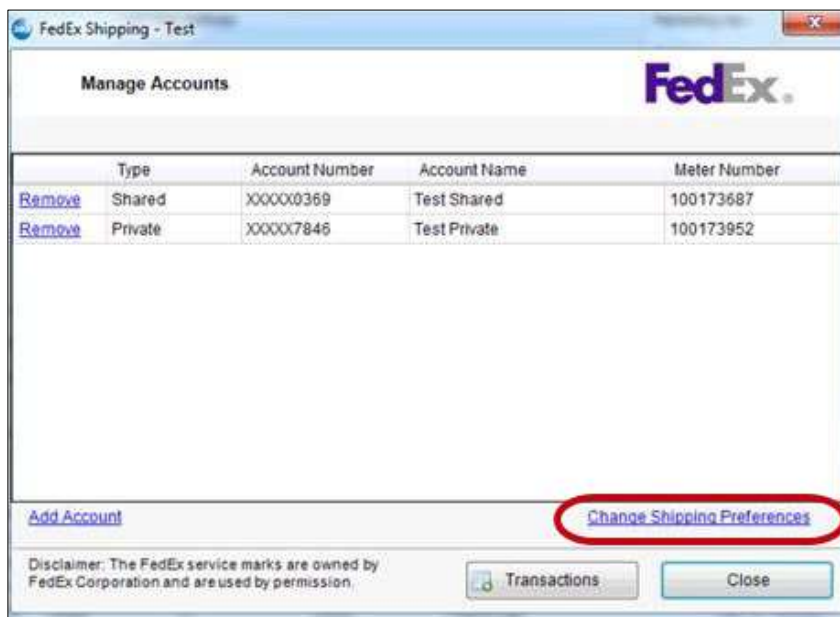 FedEx Shipping - Test
Manage Accounts
FedEx.
Type Account Number Account Name Meter Number
Remove Shared XXXXX0369 Test Shared 100173687
Remove Private XXXXX7846 Test Private 100173952
Add Account Change Shipping Preferences
Disclaimer: The FedEx service marks are owned by
FedEx Corporation and are used by permission.
Transactions Close